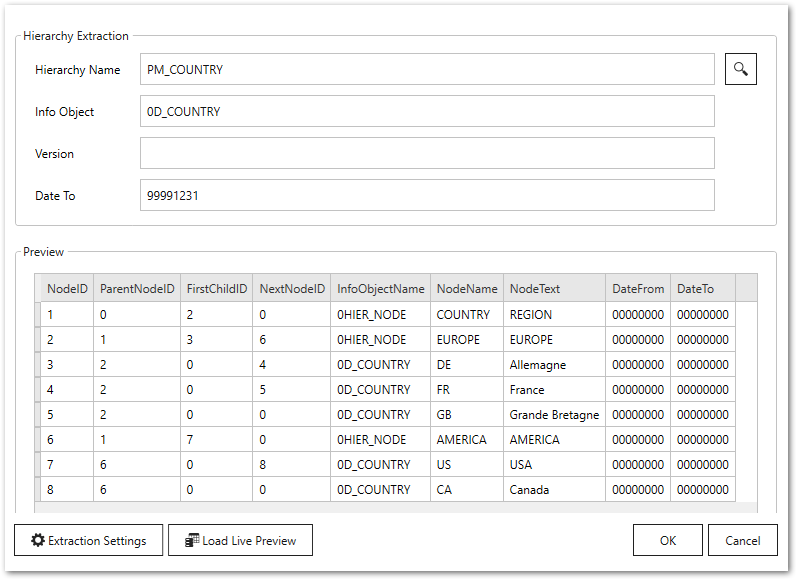 Hierarchy Extraction
Hierarchy Name PM_COUNTRY
Info Object 0D_COUNTRY
Version
Date To 99991231
Preview
NodeID ParentNodeID FirstChildID NextNodeID InfoObjectName NodeName NodeText DateFrom DateTo
1 0 2 0 0HIER_NODE COUNTRY REGION 00000000 00000000
2 1 3 6 0HIER_NODE EUROPE EUROPE 00000000 00000000
3 2 0 4 0D_COUNTRY DE Allemagne 00000000 00000000
4 2 0 5 0D_COUNTRY FR France 00000000 00000000
5 2 0 0 0D_COUNTRY GB Grande Bretagne 00000000 00000000
6 1 7 0 0HIER_NODE AMERICA AMERICA 00000000 00000000
7 6 0 8 0D_COUNTRY US USA 00000000 00000000
8 6 0 0 0D_COUNTRY CA Canada 00000000 00000000
Extraction Settings Load Live Preview OK Cancel